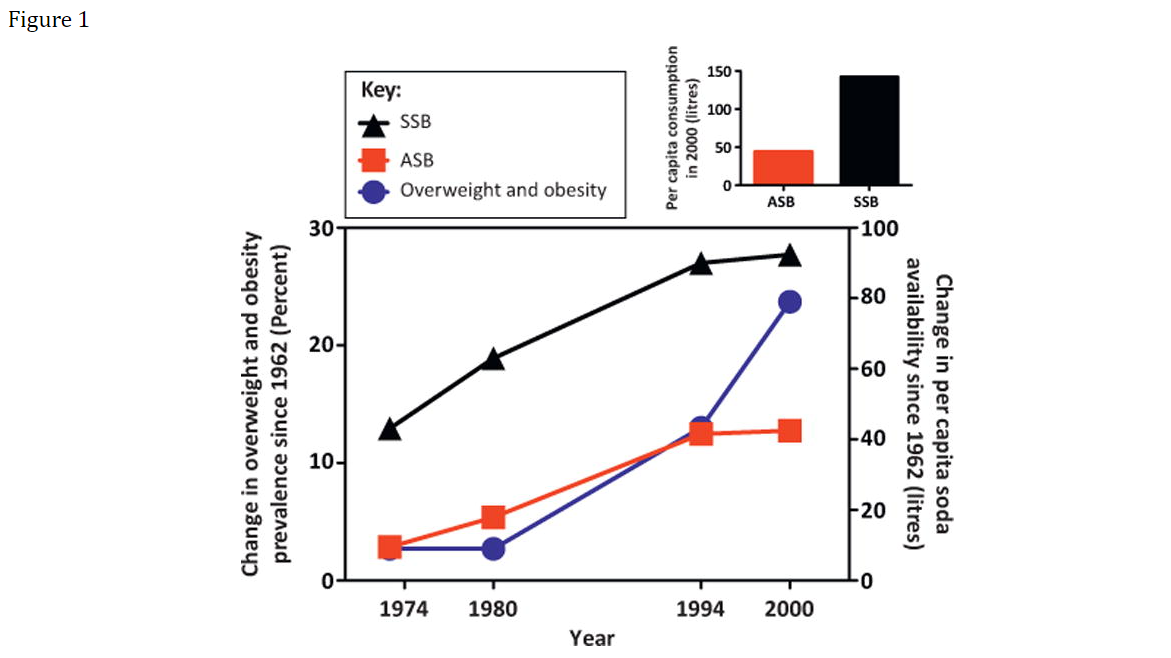 Figure 1
Key:
SSB
ASB
Overweight and obesity
Per capita consumption
in 2000 (litres)
150
100
50
0
ASB SSB
Change in overweight and obesity
prevalence since 1962 (Percent)
30
20
10
0
100
80
60
40
20
0
Change in per capita soda
availability since 1962 (litres)
1974 1980 1994 2000
Year